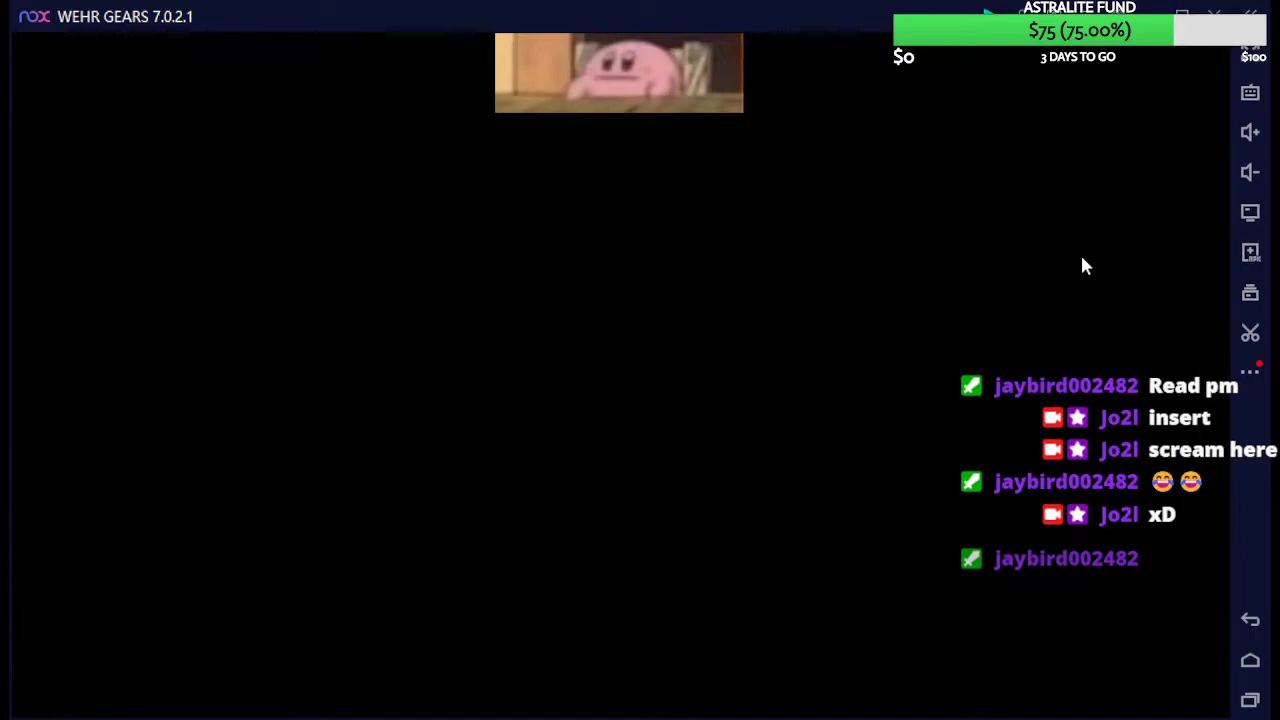 nox WEHR GEARS 7.0.2.1
ASTRALITE FUND
$75 (75.00%)
$0 3 DAYS TO GO $100
jaybird002482 Read pm
Jo2l insert
Jo2l scream here
jaybird002482 😂 😂
Jo2l xD
jaybird002482